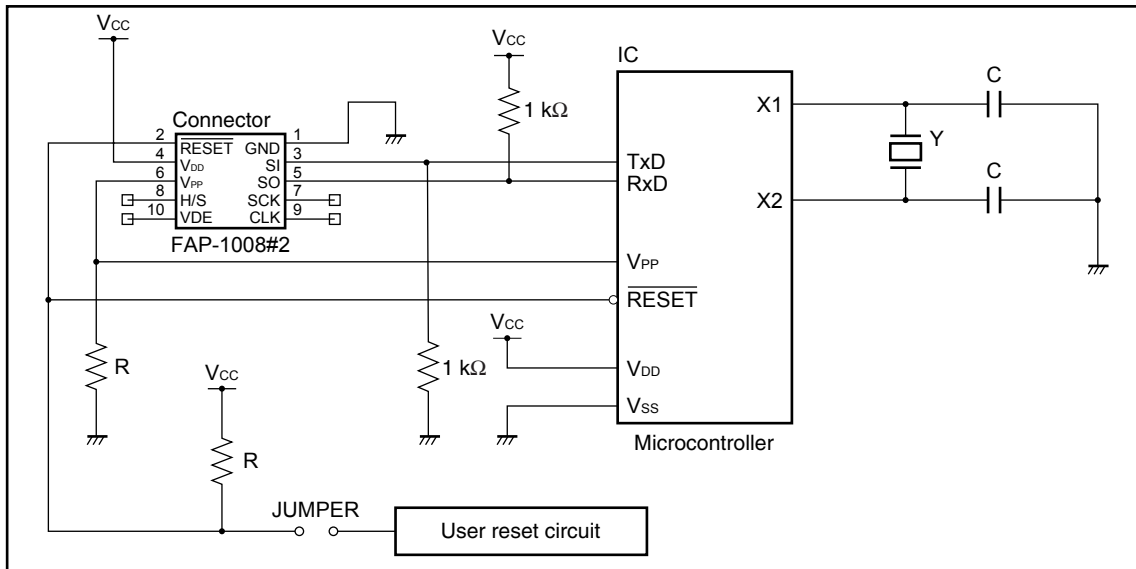 VCC
VCC
IC
Connector
2 RESET GND 1
4 VDD SI 3
6 VPP SO 5
8 H/S SCK 7
10 VDE CLK 9
FAP-1008#2
1 kΩ
X1
C
Y
TxD
RxD
X2
C
VPP
RESET
VCC
R
VCC
1 kΩ
VDD
VSS
Microcontroller
R
JUMPER
User reset circuit